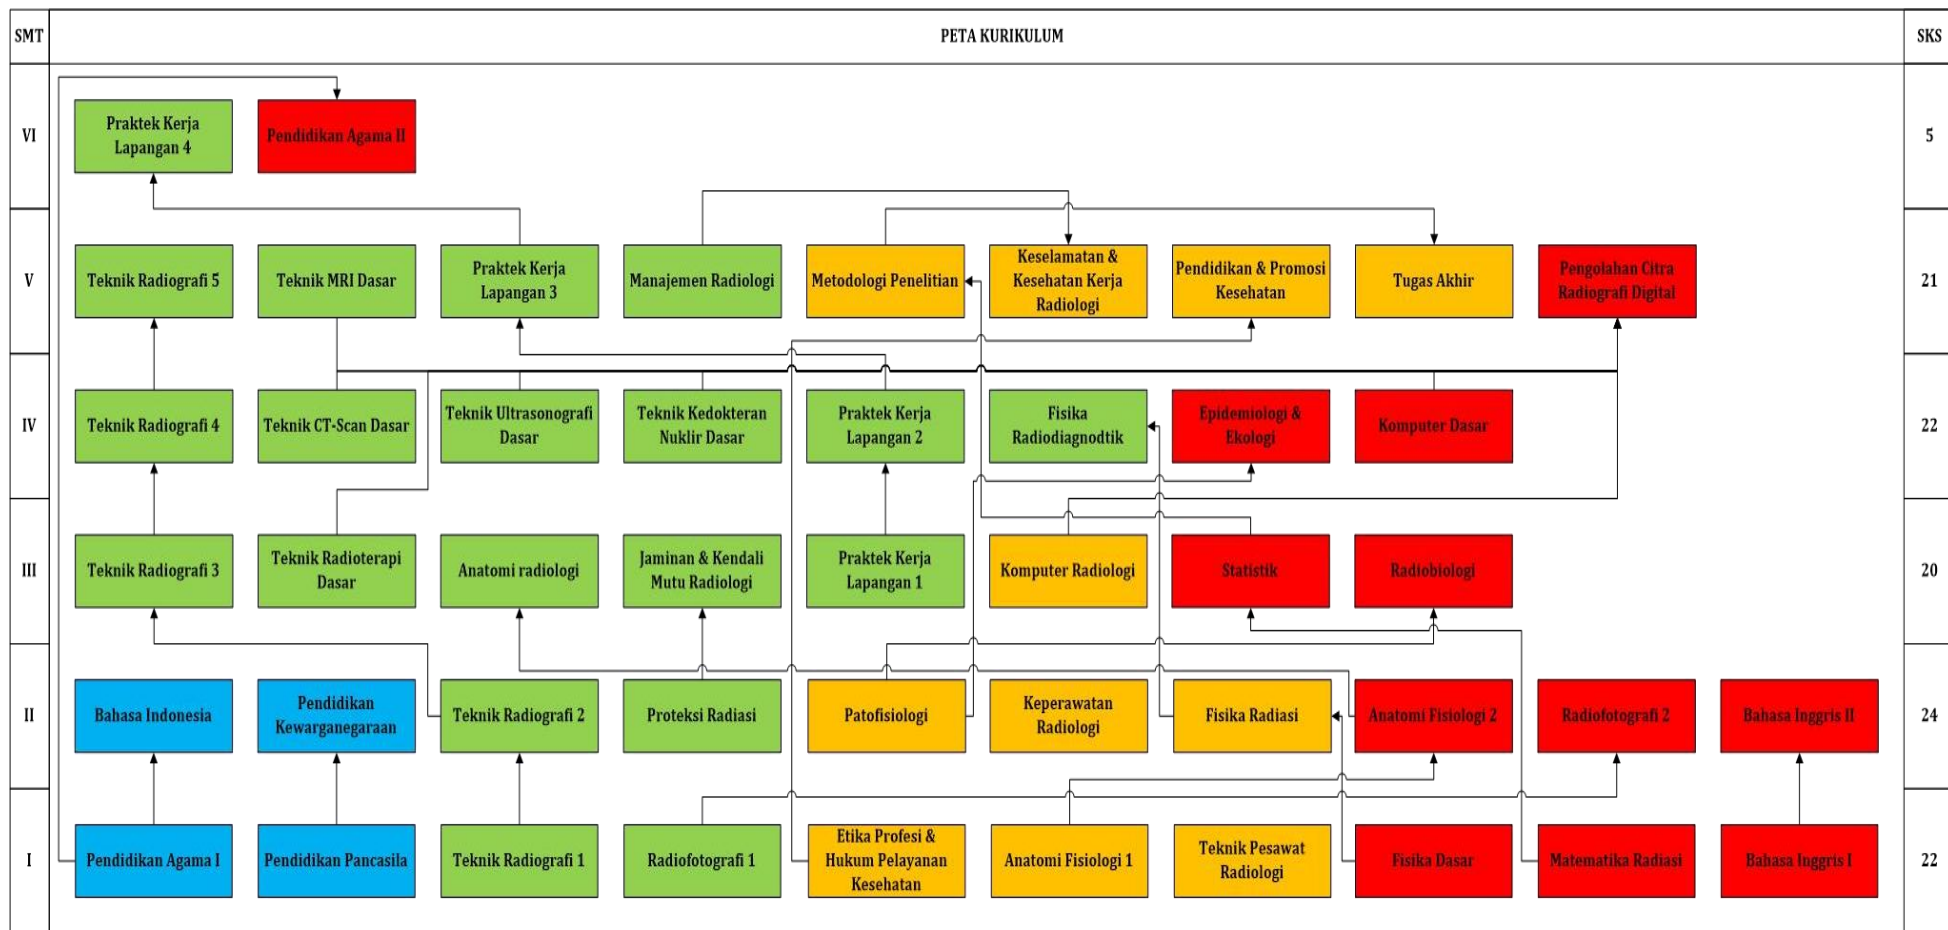 SMT
PETA KURIKULUM
SKS
VI
Praktek Kerja
Lapangan 4
Pendidikan Agama II
5
V
Teknik Radiografi 5
Teknik MRI Dasar
Praktek Kerja
Lapangan 3
Manajemen Radiologi
Metodologi Penelitian
Keselamatan &
Kesehatan Kerja
Radiologi
Pendidikan & Promosi
Kesehatan
Tugas Akhir
Pengolahan Citra
Radiografi Digital
21
IV
Teknik Radiografi 4
Teknik CT-Scan Dasar
Teknik Ultrasonografi
Dasar
Teknik Kedokteran
Nuklir Dasar
Praktek Kerja
Lapangan 2
Fisika
Radiodiagnodtik
Epidemiologi &
Ekologi
Komputer Dasar
22
III
Teknik Radiografi 3
Teknik Radioterapi
Dasar
Anatomi radiologi
Jaminan & Kendali
Mutu Radiologi
Praktek Kerja
Lapangan 1
Komputer Radiologi
Statistik
Radiobiologi
20
II
Bahasa Indonesia
Pendidikan
Kewarganegaraan
Teknik Radiografi 2
Proteksi Radiasi
Patofisiologi
Keperawatan
Radiologi
Fisika Radiasi
Anatomi Fisiologi 2
Radiofotografi 2
Bahasa Inggris II
24
I
Pendidikan Agama I
Pendidikan Pancasila
Teknik Radiografi 1
Radiofotografi 1
Etika Profesi &
Hukum Pelayanan
Kesehatan
Anatomi Fisiologi 1
Teknik Pesawat
Radiologi
Fisika Dasar
Matematika Radiasi
Bahasa Inggris I
22